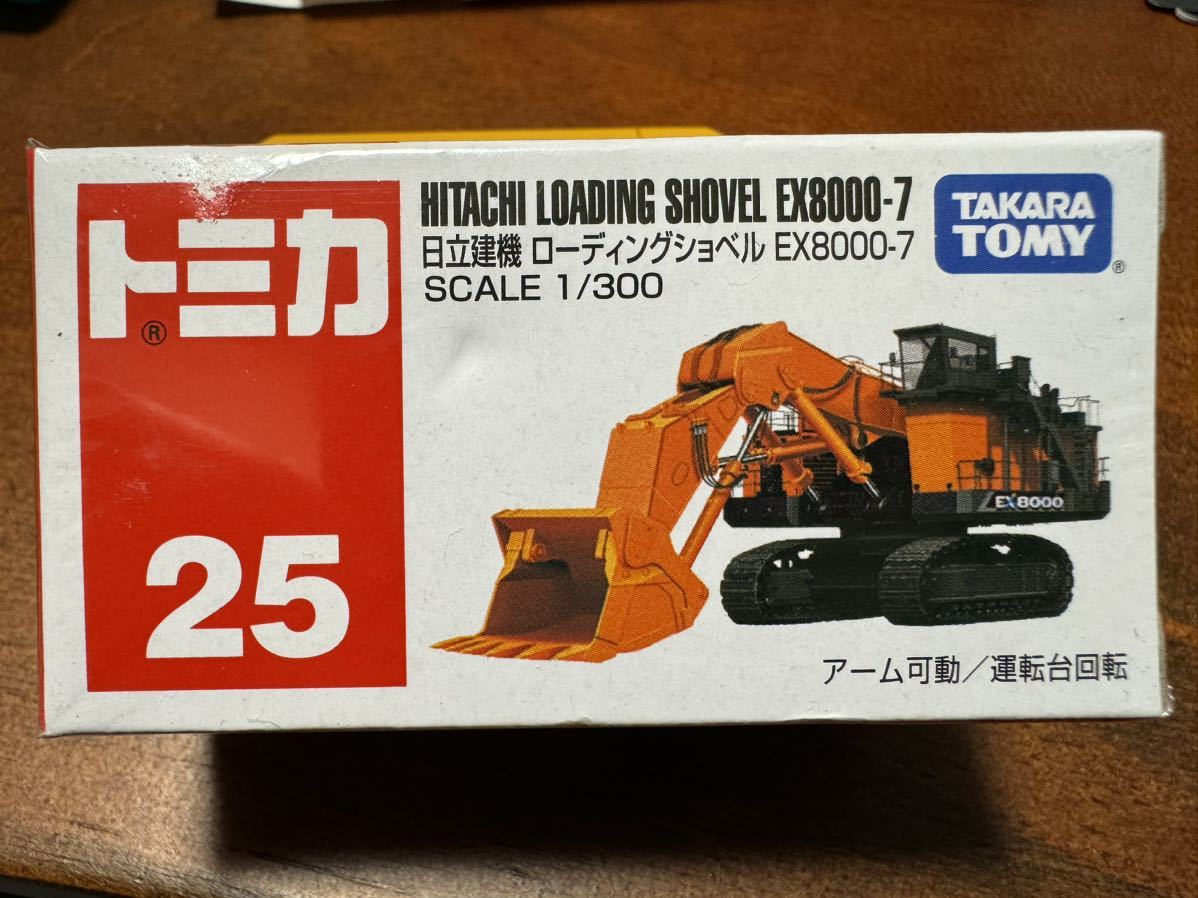 トミカ
®
25
HITACHI LOADING SHOVEL EX8000-7
日立建機 ローディングショベル EX8000-7
SCALE 1/300
TAKARA
TOMY
®
EX8000
アーム可動／運転台回転